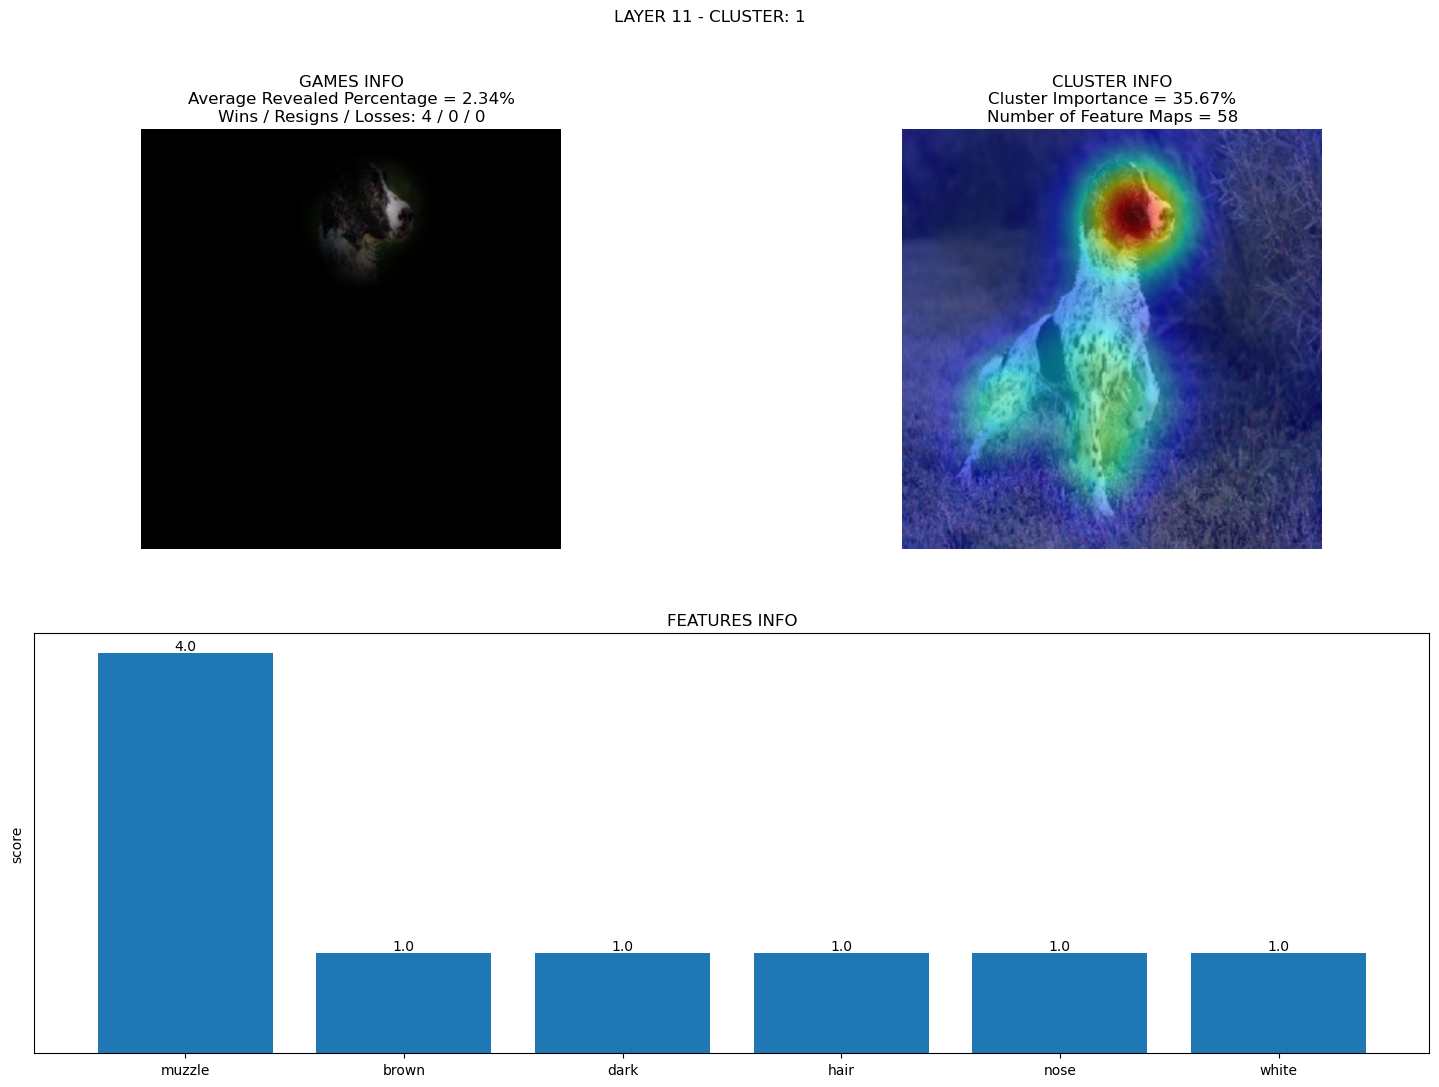 LAYER 11 - CLUSTER: 1
GAMES INFO
Average Revealed Percentage = 2.34%
Wins / Resigns / Losses: 4 / 0 / 0
CLUSTER INFO
Cluster Importance = 35.67%
Number of Feature Maps = 58
FEATURES INFO
score
4.0
1.0
1.0
1.0
1.0
1.0
muzzle
brown
dark
hair
nose
white